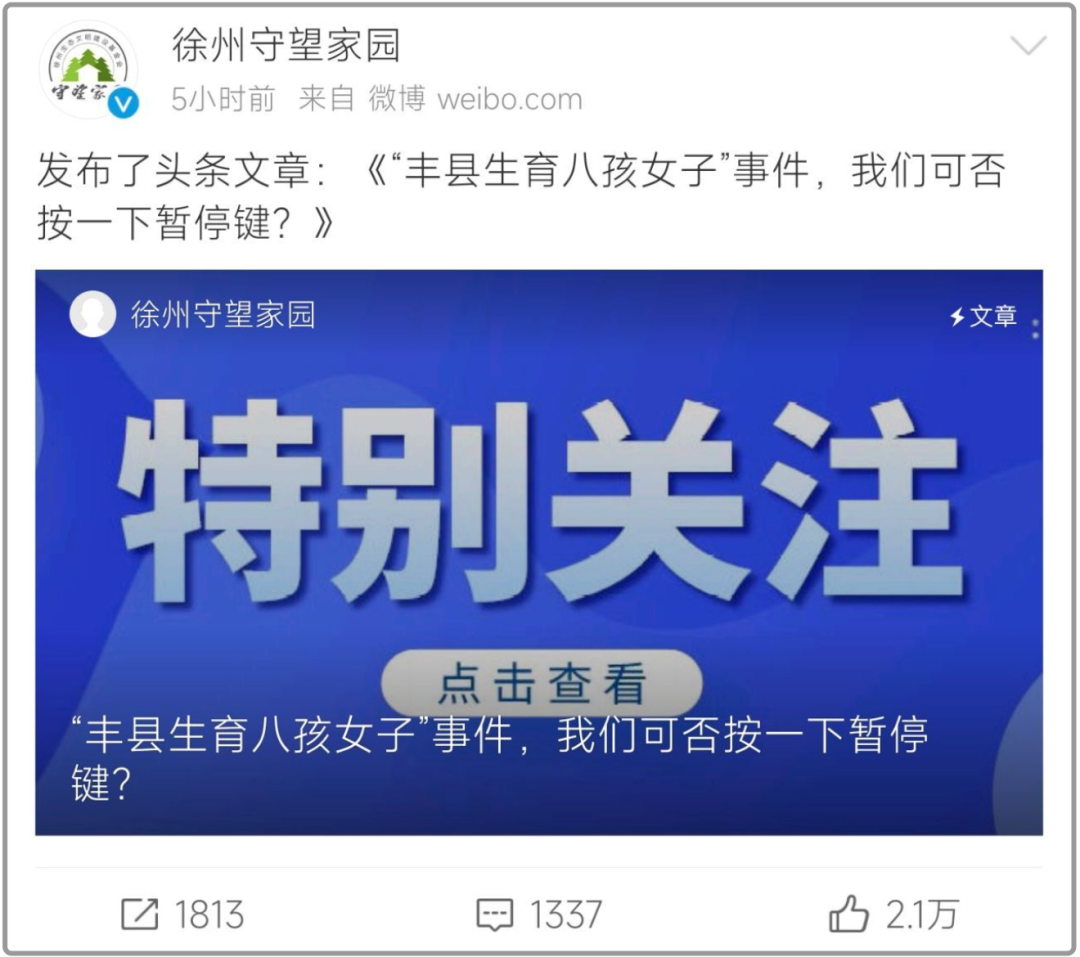 徐州守望家园
守望家
5小时前 来自 微博 weibo.com
发布了头条文章：《“丰县生育八孩女子”事件，我们可否
按一下暂停键？》
徐州守望家园
文章
特别关注
点击查看
“丰县生育八孩女子”事件，我们可否按一下暂停
键？
1813
1337
2.1万